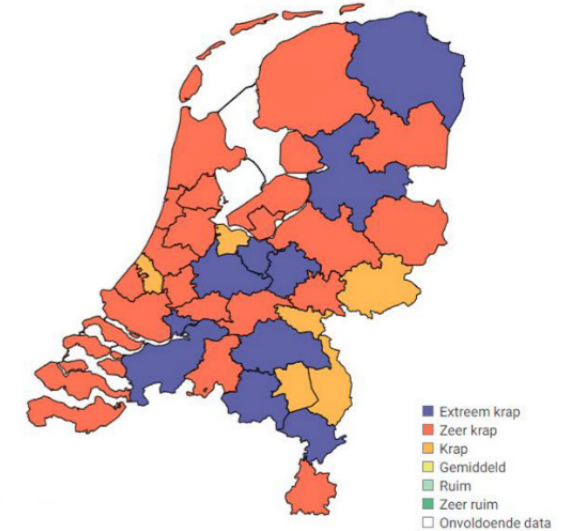 Extreem krap
Zeer krap
Krap
Gemiddeld
Ruim
Zeer ruim
Onvoldoende data